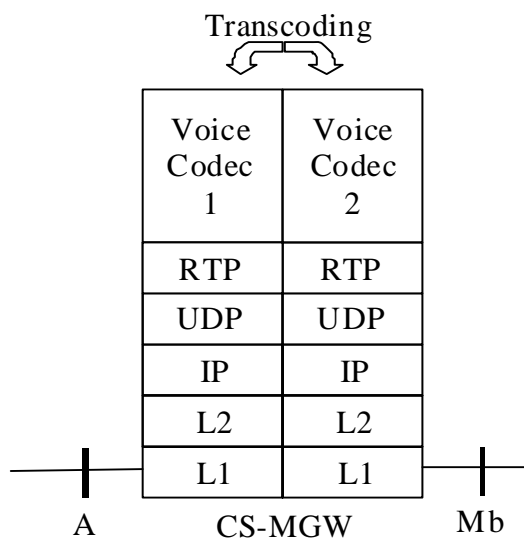 Transcoding
Voice Codec 1
Voice Codec 2
RTP RTP
UDP UDP
IP IP
L2 L2
L1 L1
A CS-MGW Mb